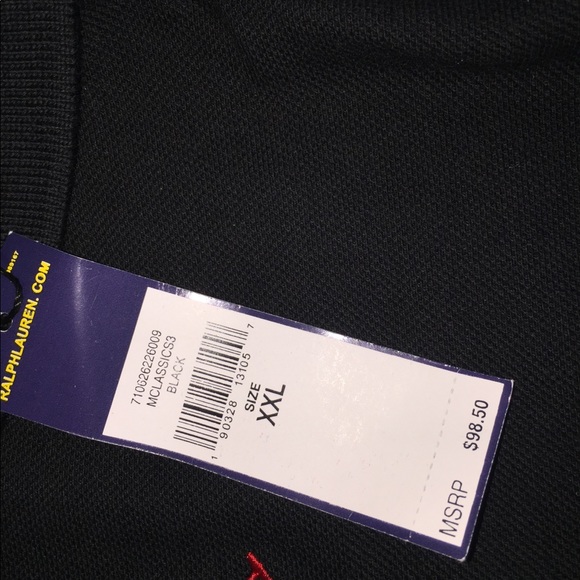 RALPHLAUREN. COM
710626226009
MCLASSICS3
BLACK
1 90328 13105 7
SIZE
XXL
MSRP $98.50